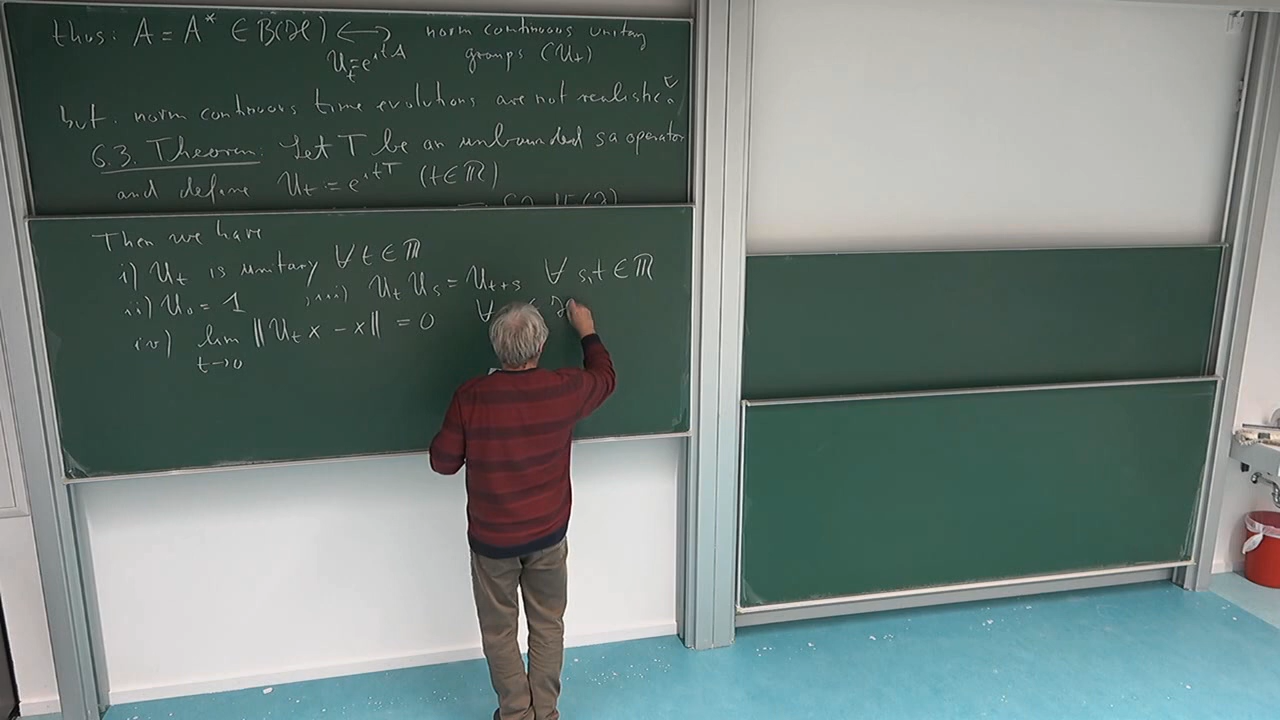 thus: A = A* ∈ B(ℋ) ⟷ norm continuous unitary
U_t = e^{itA} groups (U_t)
but: norm continuous time evolutions are not realistic!
6.3. Theorem: Let T be an unbounded s a operator
and define U_t := e^{itT} (t ∈ ℝ)
Then we have
i) U_t is unitary ∀ t ∈ ℝ
ii) U_0 = 1 ; iii) U_t U_s = U_{t+s} ∀ s,t ∈ ℝ
iv) lim_{t→0} ‖U_t x − x‖ = 0 ∀